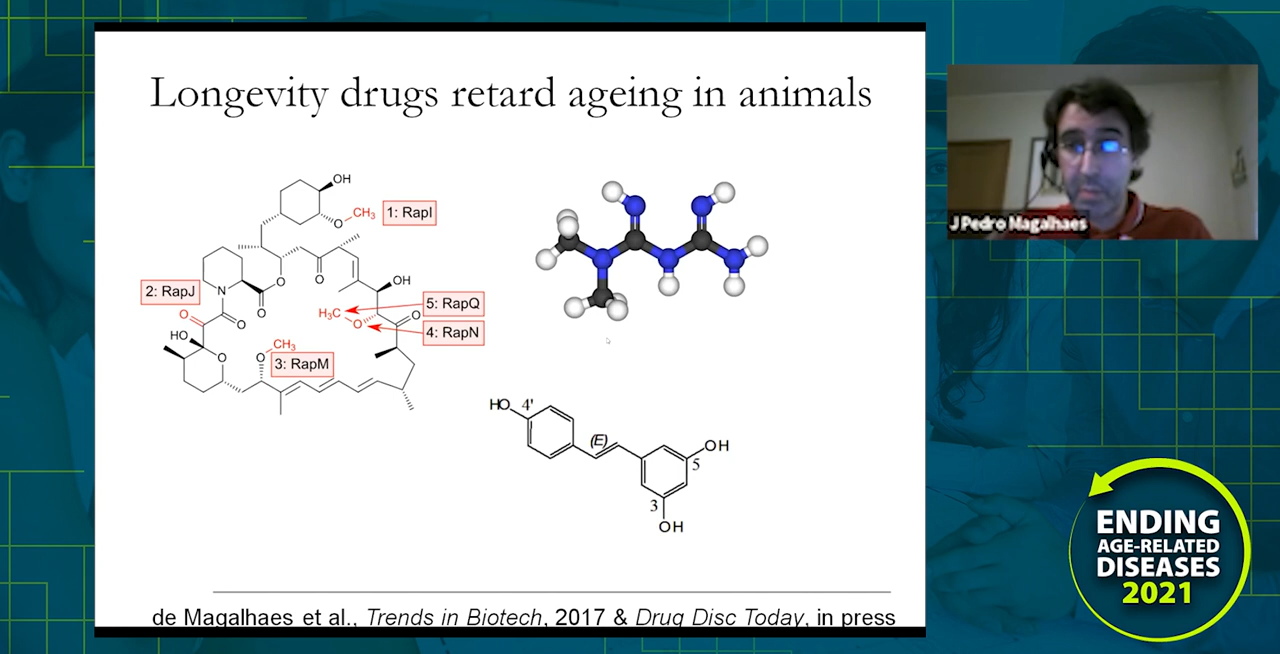 Longevity drugs retard ageing in animals
OH
O
CH3
1: RapI
O
O
OH
2: RapJ
N
O
O
O
O
HO
O
H3C
O
O
5: RapQ
4: RapN
O
CH3
3: RapM
HO
4'
(E)
OH
5
3
OH
de Magalhaes et al., Trends in Biotech, 2017 & Drug Disc Today, in press
J Pedro Magalhaes
ENDING
AGE-RELATED
DISEASES
2021